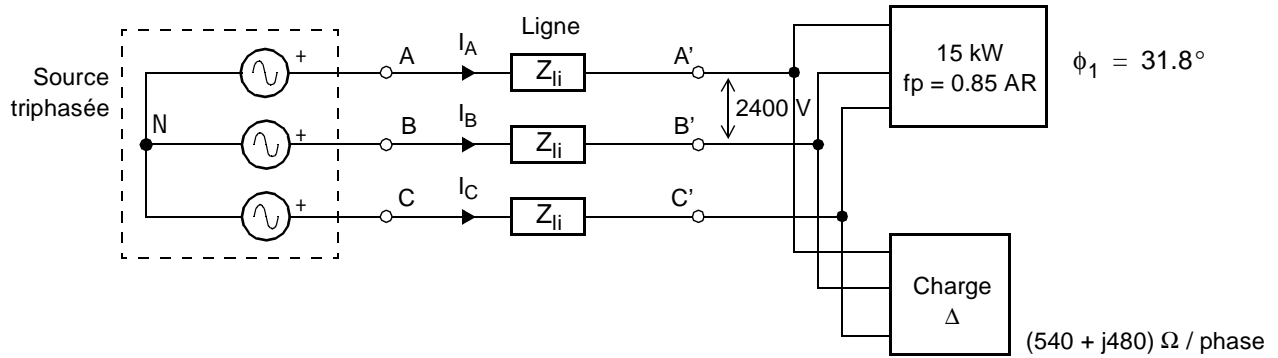 Source
triphasée
N
+
+
+
A
B
C
I_A
I_B
I_C
Ligne
Z_li
Z_li
Z_li
A’
B’
C’
2400 V
15 kW
fp = 0.85 AR
ϕ_1 = 31.8°
Charge
Δ
(540 + j480) Ω / phase